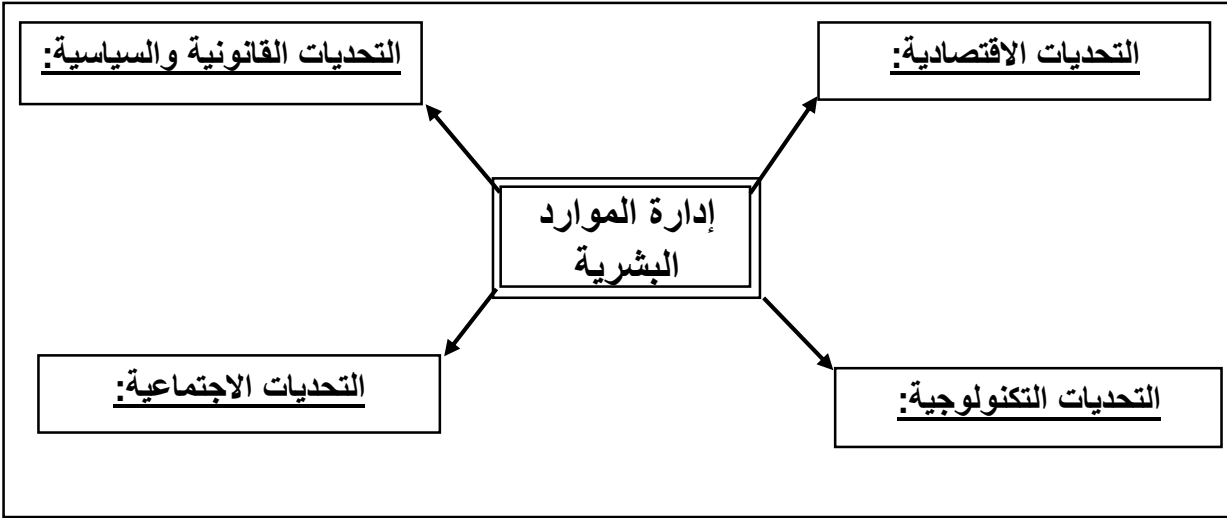 التحديات الاقتصادية:
التحديات القانونية والسياسية:
إدارة الموارد
البشرية
التحديات التكنولوجية:
التحديات الاجتماعية: